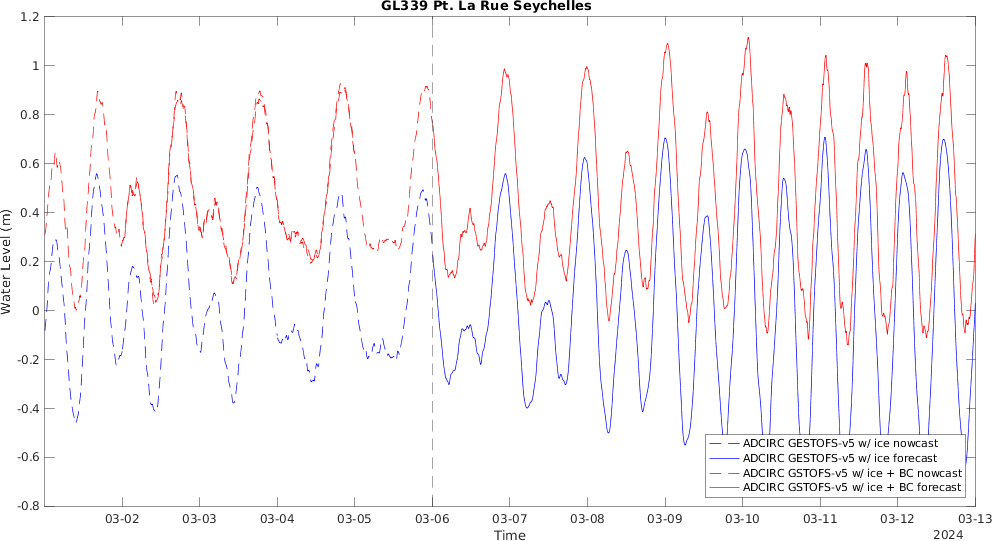 GL339 Pt. La Rue Seychelles
1.2
1
0.8
0.6
0.4
0.2
0
-0.2
-0.4
-0.6
-0.8
Water Level (m)
ADCIRC GESTOFS-v5 w/ ice nowcast
ADCIRC GESTOFS-v5 w/ ice forecast
ADCIRC GSTOFS-v5 w/ ice + BC nowcast
ADCIRC GSTOFS-v5 w/ ice + BC forecast
03-02 03-03 03-04 03-05 03-06 03-07 03-08 03-09 03-10 03-11 03-12 03-13
Time
2024